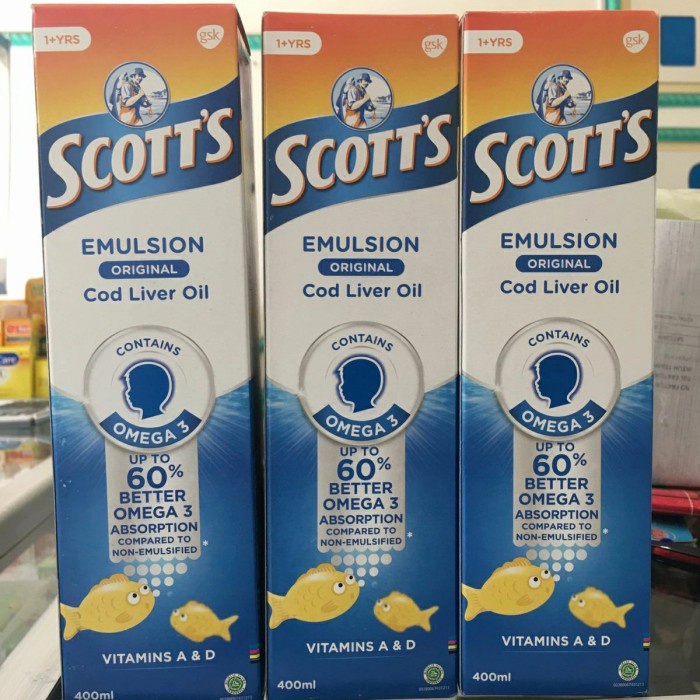 1+YRS
gsk
SCOTT'S
EMULSION
ORIGINAL
Cod Liver Oil
CONTAINS
OMEGA 3
UP TO
60%
BETTER
OMEGA 3
ABSORPTION
COMPARED TO
NON-EMULSIFIED*
VITAMINS A & D
400ml
1+YRS
gsk
SCOTT'S
EMULSION
ORIGINAL
Cod Liver Oil
CONTAINS
OMEGA 3
UP TO
60%
BETTER
OMEGA 3
ABSORPTION
COMPARED TO
NON-EMULSIFIED*
VITAMINS A & D
400ml
1+YRS
gsk
SCOTT'S
EMULSION
ORIGINAL
Cod Liver Oil
CONTAINS
OMEGA 3
UP TO
60%
BETTER
OMEGA 3
ABSORPTION
COMPARED TO
NON-EMULSIFIED*
VITAMINS A & D
400ml